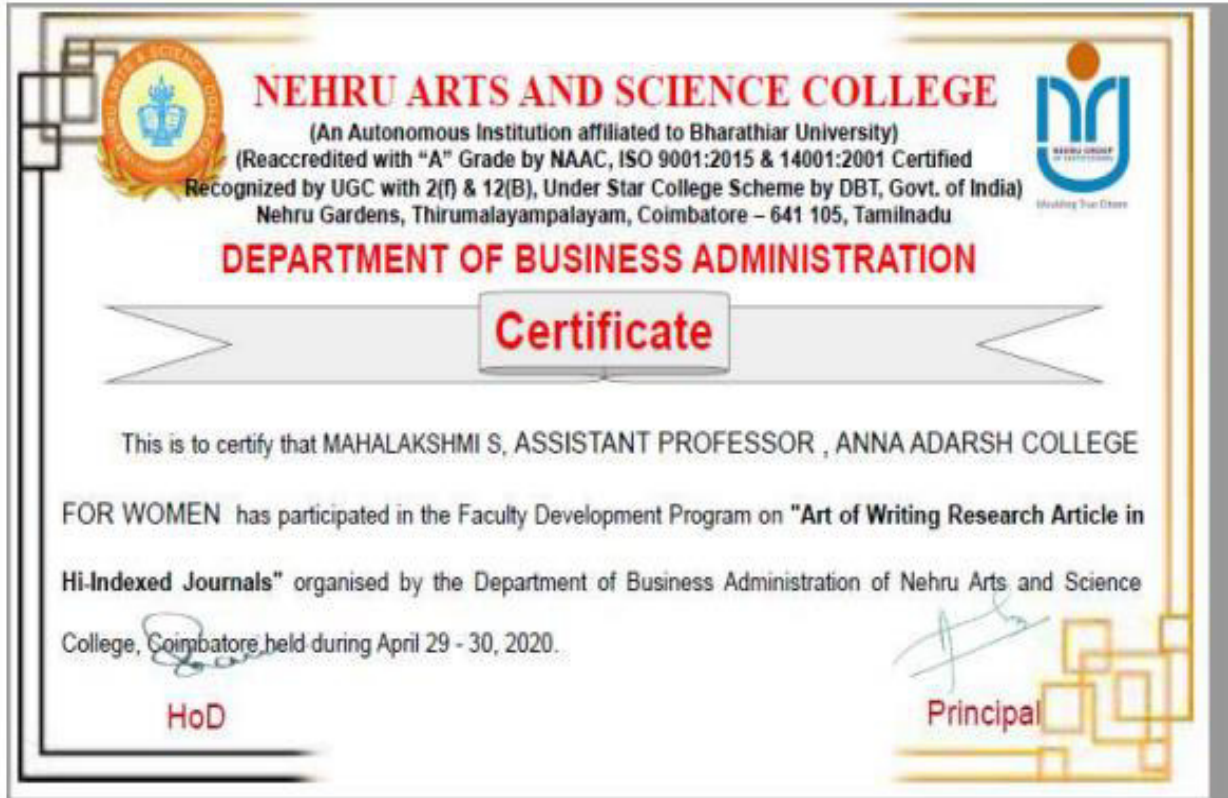 NEHRU ARTS AND SCIENCE COLLEGE
(An Autonomous Institution affiliated to Bharathiar University)
(Reaccredited with "A" Grade by NAAC, ISO 9001:2015 & 14001:2001 Certified
Recognized by UGC with 2(f) & 12(B), Under Star College Scheme by DBT, Govt. of India)
Nehru Gardens, Thirumalayampalayam, Coimbatore – 641 105, Tamilnadu
NEHRU GROUP
OF INSTITUTIONS
DEPARTMENT OF BUSINESS ADMINISTRATION
Certificate
This is to certify that MAHALAKSHMI S, ASSISTANT PROFESSOR , ANNA ADARSH COLLEGE
FOR WOMEN has participated in the Faculty Development Program on "Art of Writing Research Article in
Hi-Indexed Journals" organised by the Department of Business Administration of Nehru Arts and Science
College, Coimbatore held during April 29 - 30, 2020.
HoD
Principal